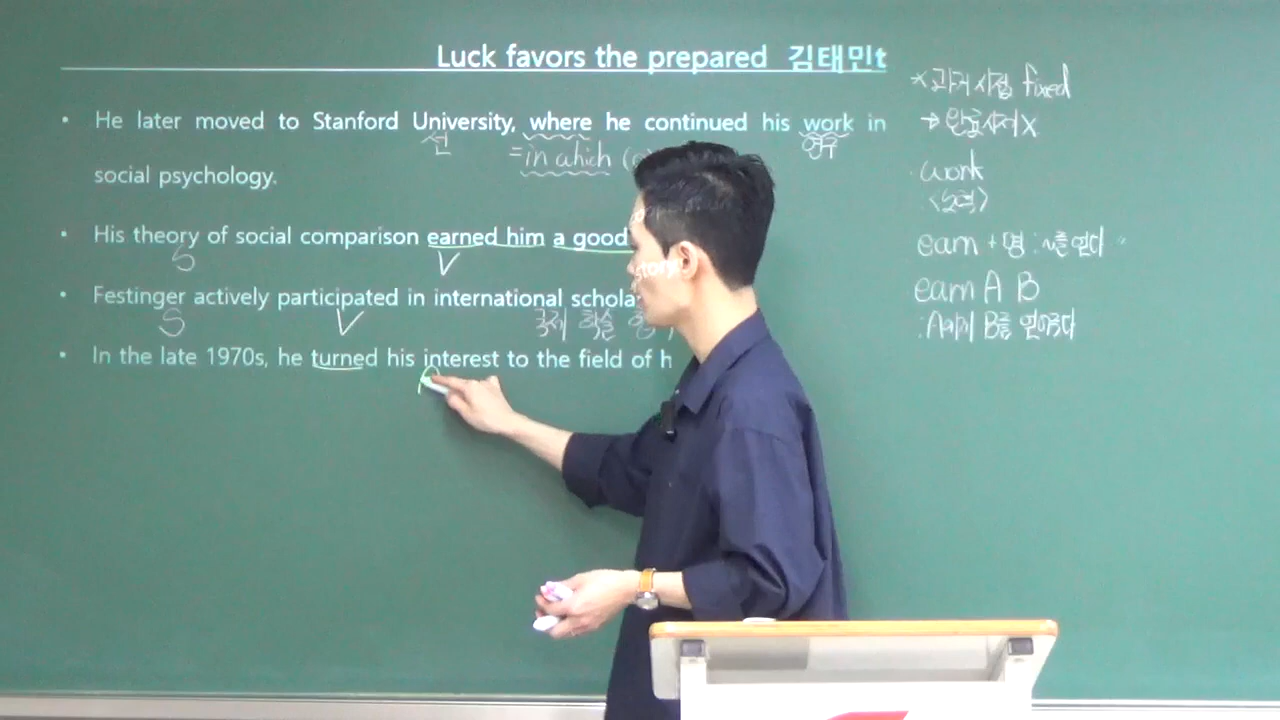 Luck favors the prepared 김태민t
• He later moved to Stanford University, where he continued his work in
선 =in which ( 연구
social psychology.
• His theory of social comparison earned him a good
S V
story
• Festinger actively participated in international schola
S V 국제 학술
• In the late 1970s, he turned his interest to the field of h
* 과거시점 fixed
→ 완료시제 X
work
<노력>
earn + 명 : ~를 얻다
earn A B
: A에게 B를 얻어주다